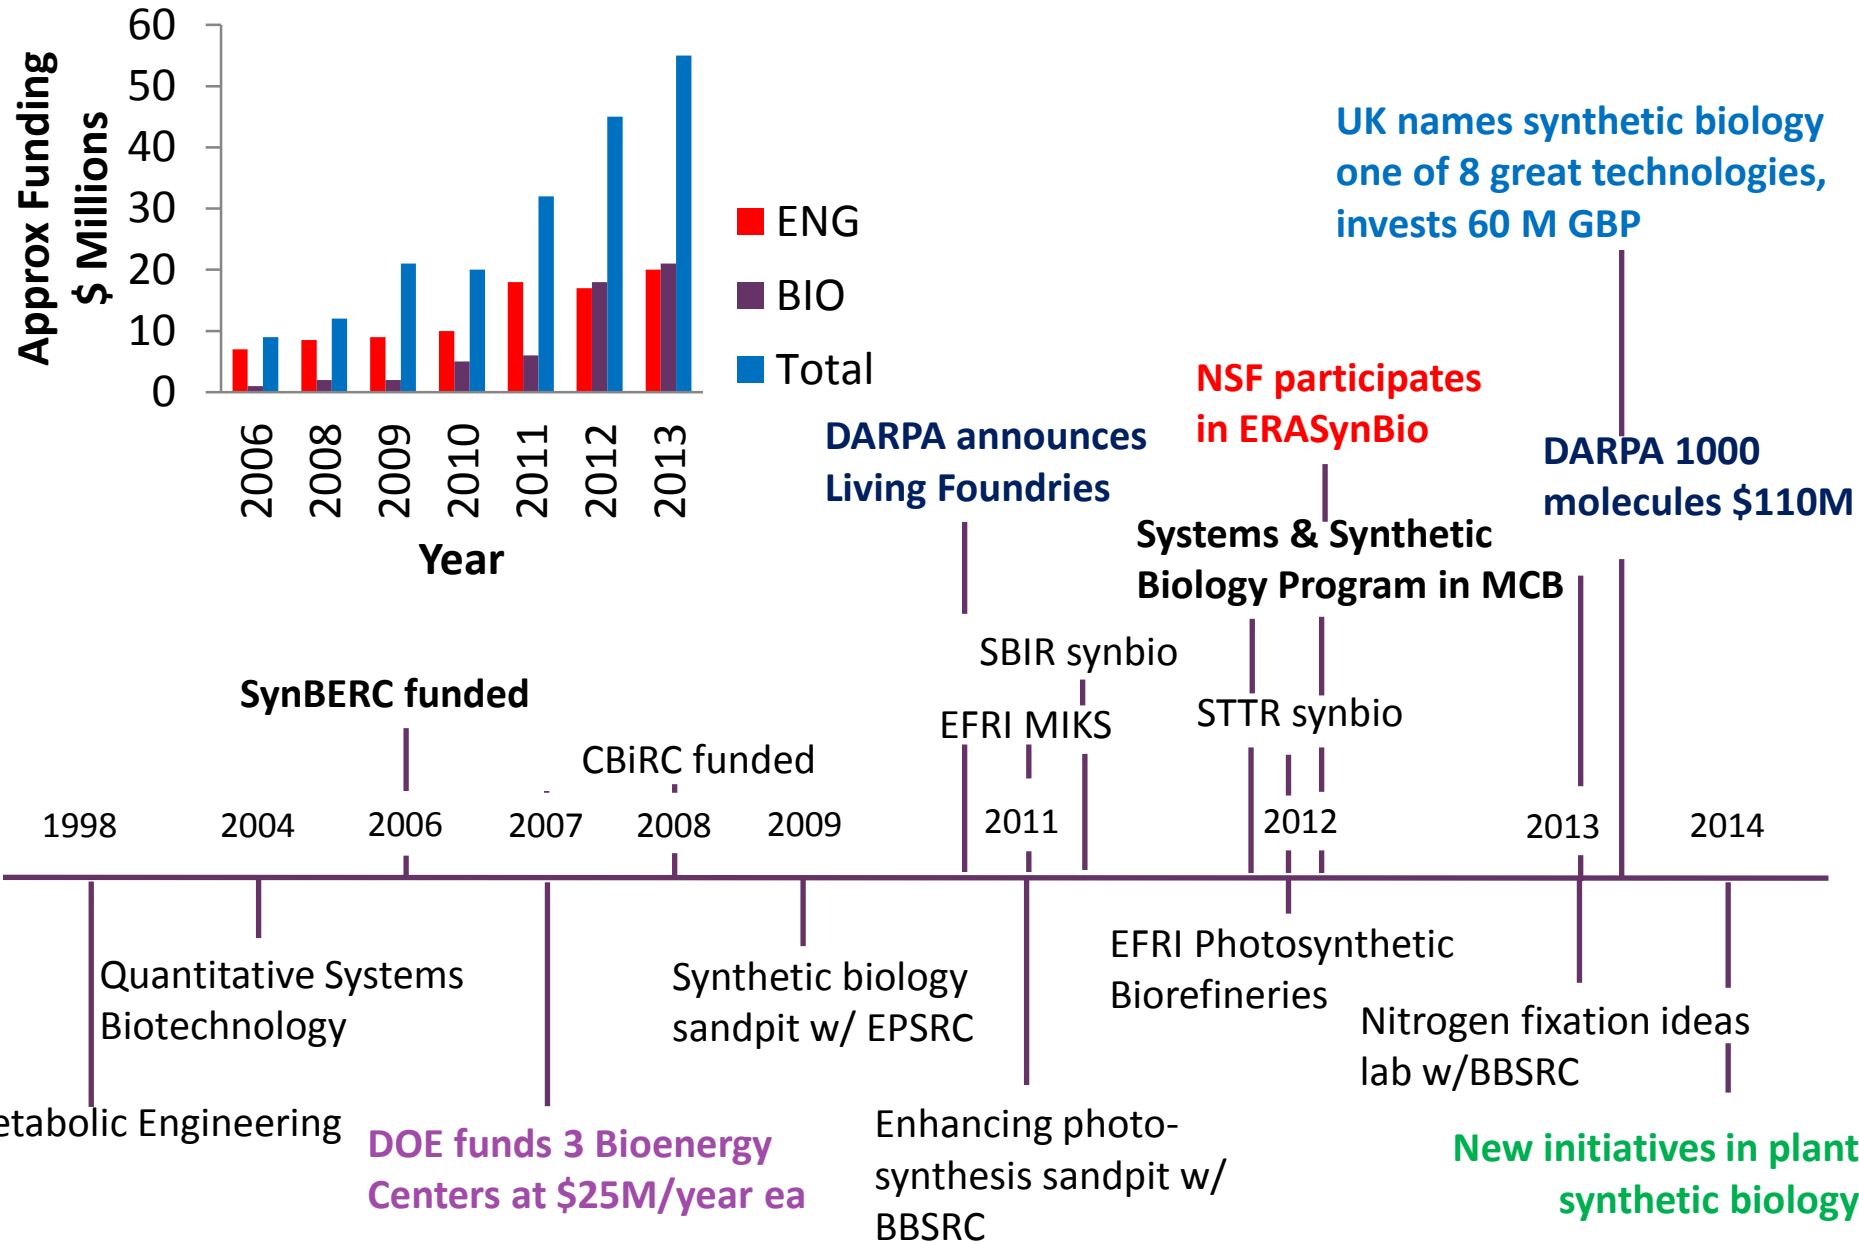 Approx Funding
$ Millions
60
50
40
30
20
10
0
2006
2008
2009
2010
2011
2012
2013
Year
ENG
BIO
Total
UK names synthetic biology
one of 8 great technologies,
invests 60 M GBP
NSF participates
in ERASynBio
DARPA announces
Living Foundries
DARPA 1000
molecules $110M
Systems & Synthetic
Biology Program in MCB
SBIR synbio
SynBERC funded
EFRI MIKS
STTR synbio
CBiRC funded
1998
2004
2006
2007
2008
2009
2011
2012
2013
2014
Quantitative Systems
Biotechnology
Synthetic biology
sandpit w/ EPSRC
EFRI Photosynthetic
Biorefineries
Nitrogen fixation ideas
lab w/BBSRC
etabolic Engineering
DOE funds 3 Bioenergy
Centers at $25M/year ea
Enhancing photo-
synthesis sandpit w/
BBSRC
New initiatives in plant
synthetic biology